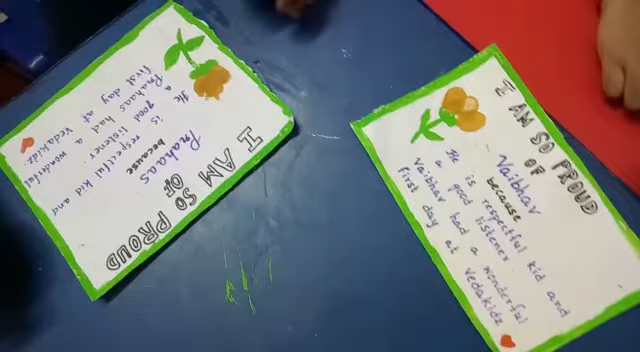 I AM SO PROUD
OF
Prahaas
because
He is respectful kid and
a good listener
Prahaas had a wonderful
first day at Vedakidz
I AM SO PROUD
OF
Vaibhav
because
He is respectful kid and
a good listener
Vaibhav had a wonderful
first day at Vedakidz